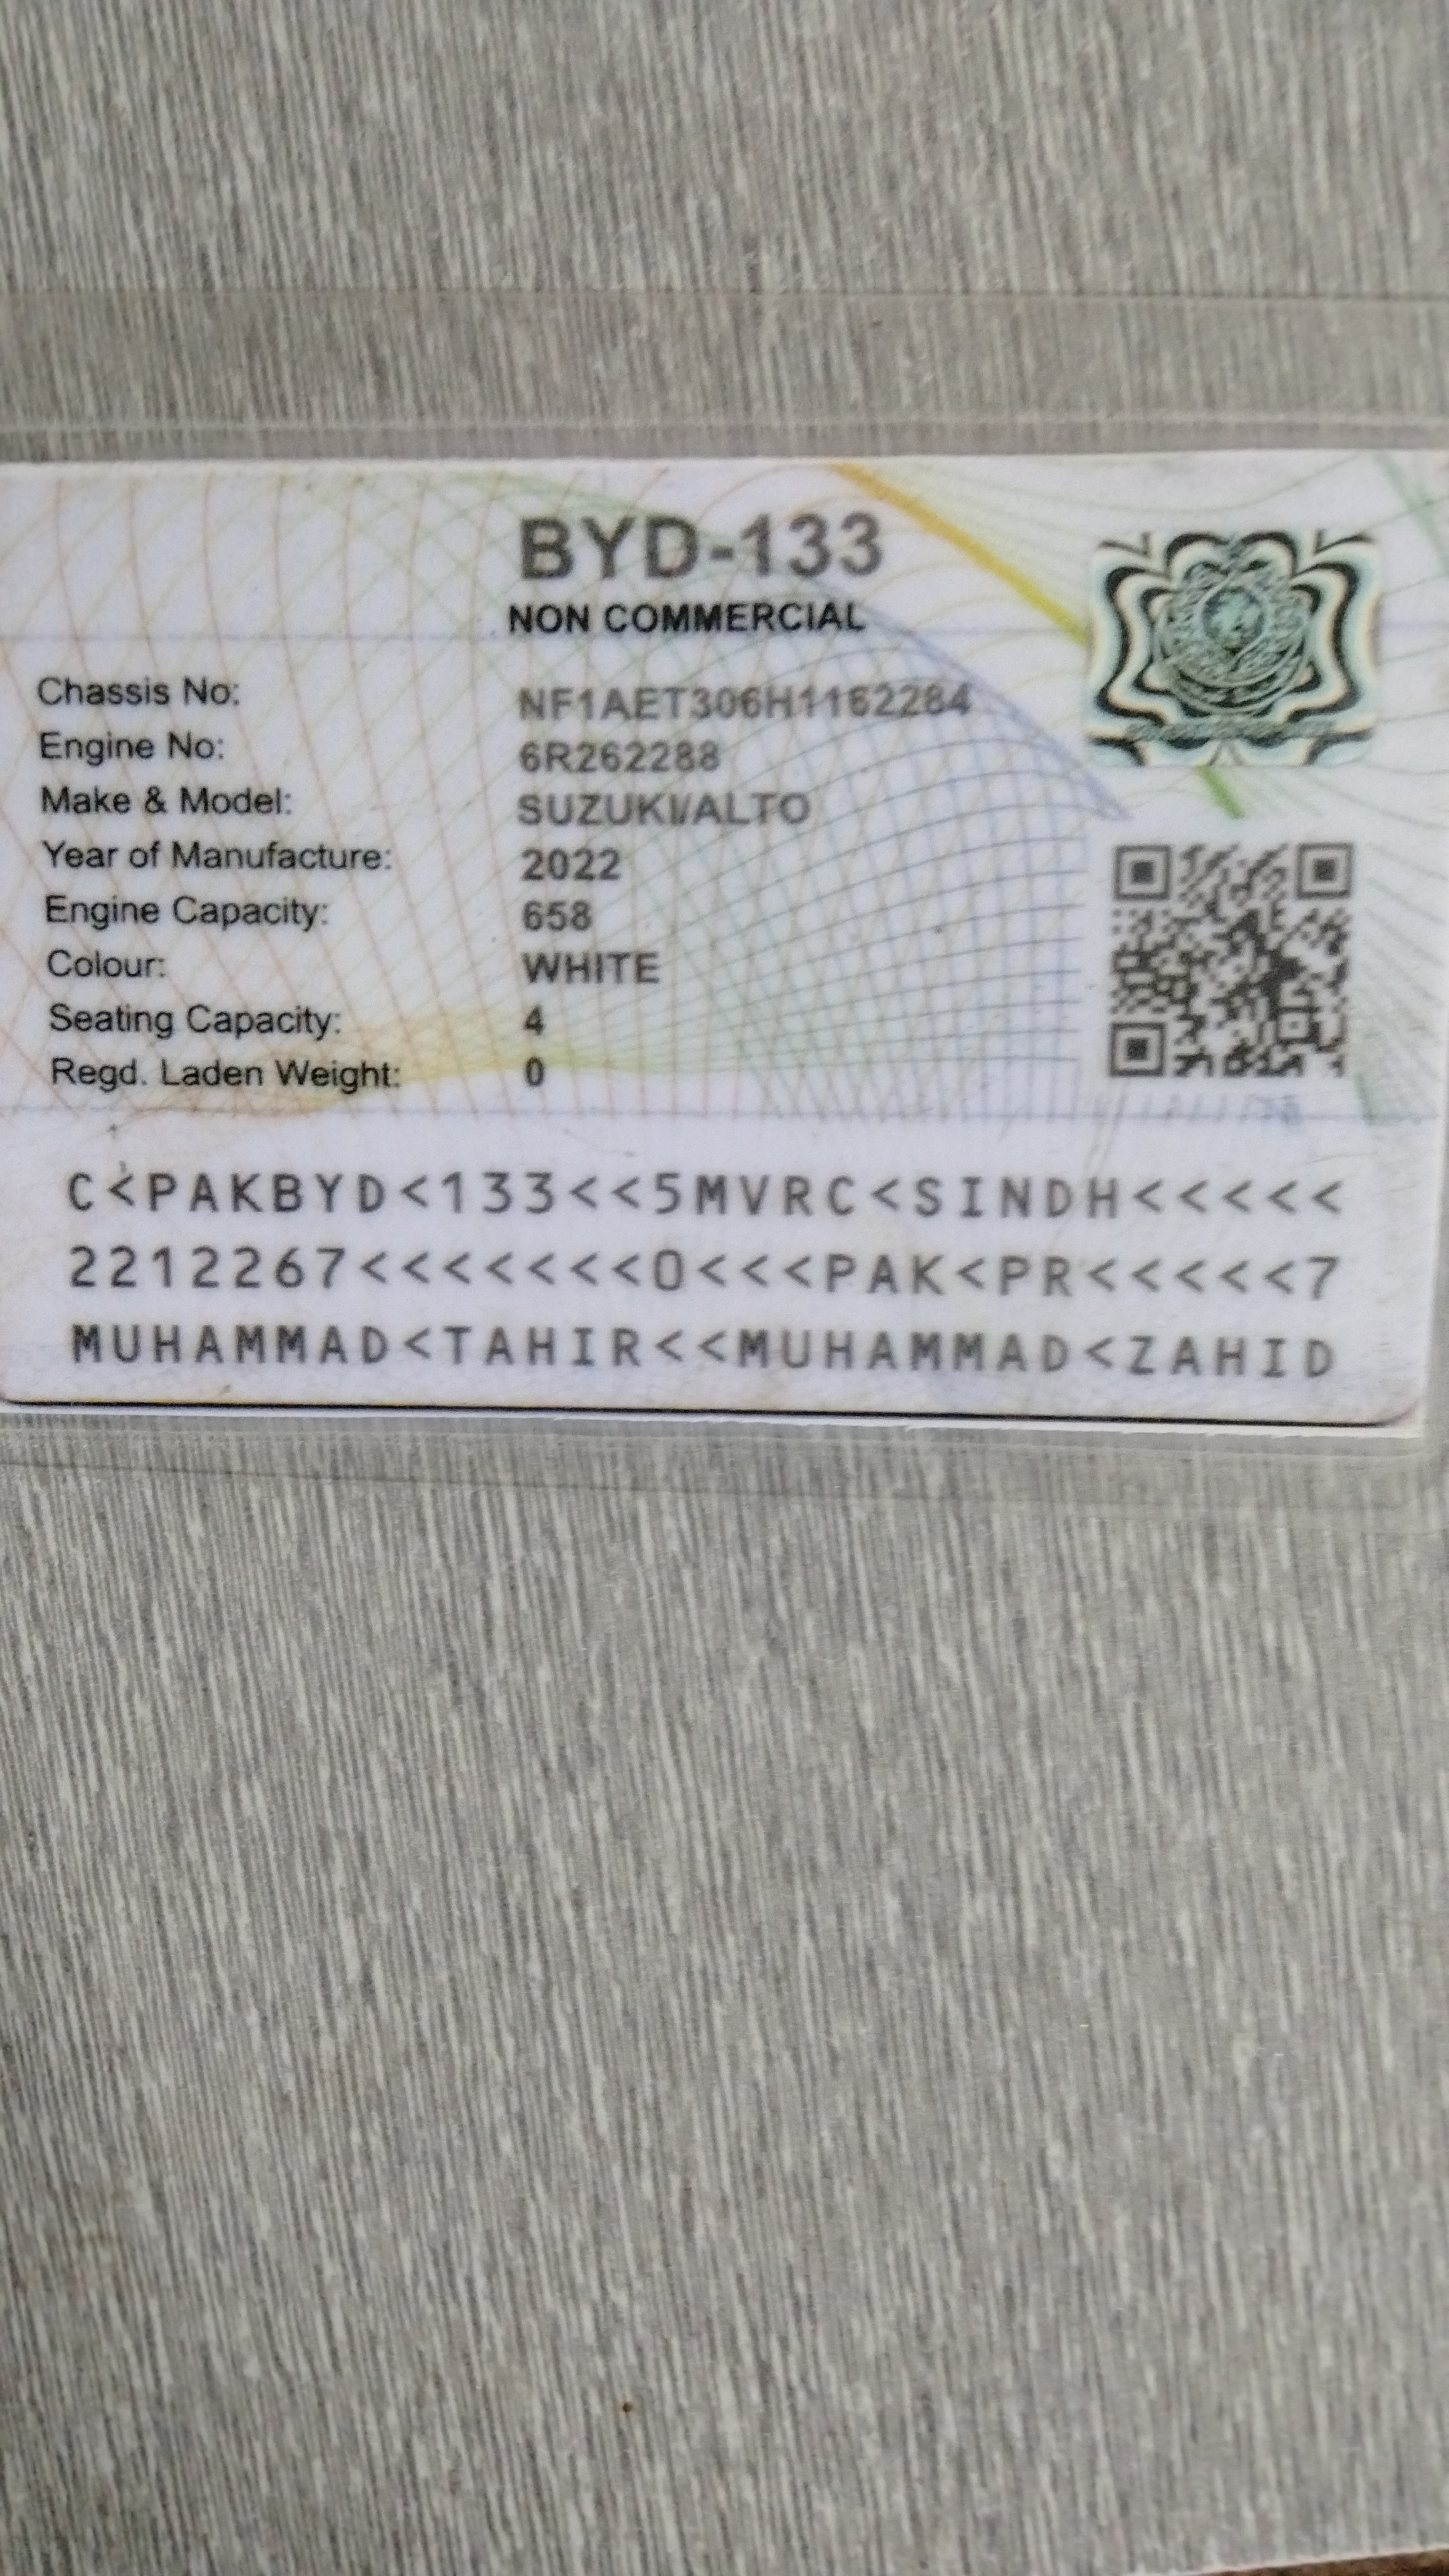 BYD-133
NON COMMERCIAL
Chassis No: NF1AET306H1162284
Engine No: 6R262288
Make & Model: SUZUKI/ALTO
Year of Manufacture: 2022
Engine Capacity: 658
Colour: WHITE
Seating Capacity: 4
Regd. Laden Weight: 0
C<PAKBYD<133<<5MVRC<SINDH<<<<<
2212267<<<<<<<0<<<PAK<PR<<<<<7
MUHAMMAD<TAHIR<<MUHAMMAD<ZAHID